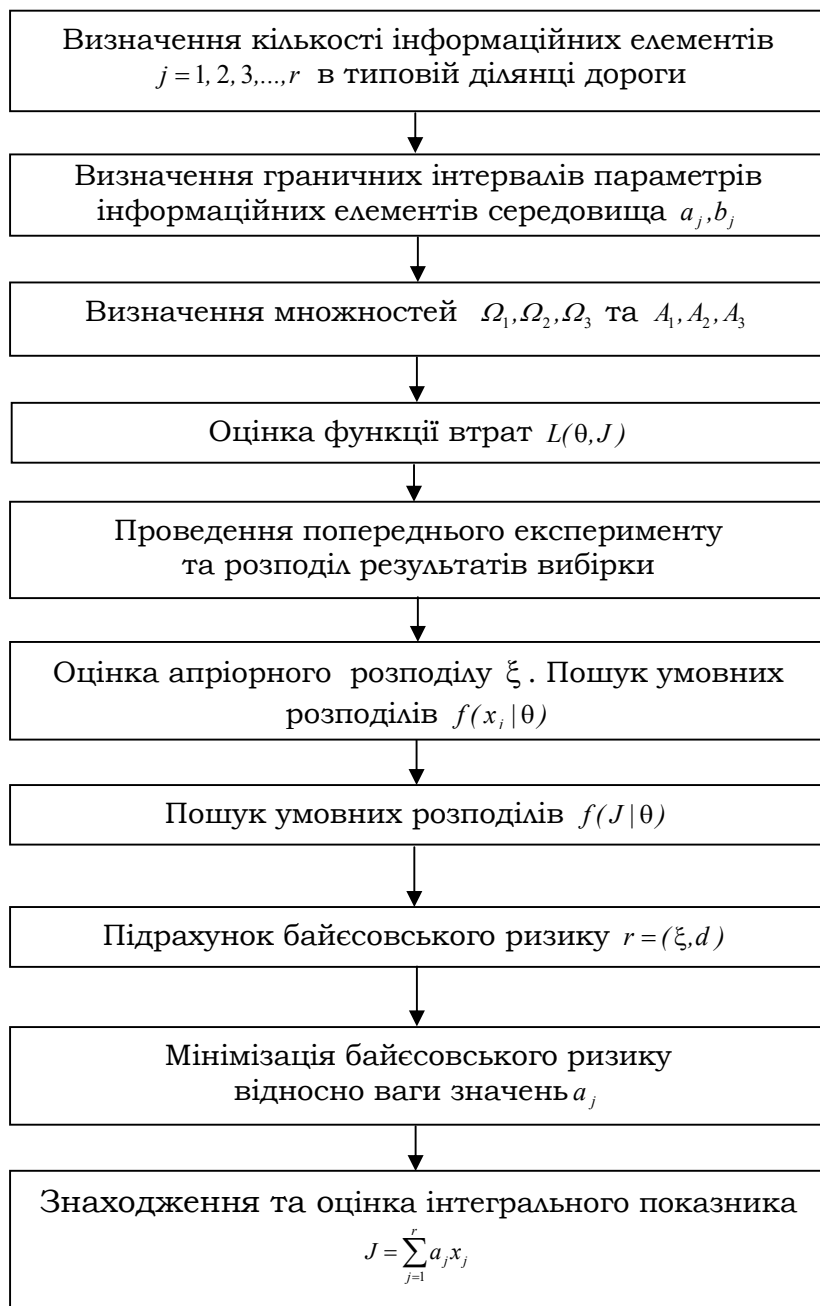 Визначення кількості інформаційних елементів
j = 1, 2, 3,...,r в типовій ділянці дороги
Визначення граничних інтервалів параметрів
інформаційних елементів середовища a_j,b_j
Визначення множностей Ω₁,Ω₂,Ω₃ та A₁,A₂,A₃
Оцінка функції втрат L(θ,J)
Проведення попереднього експерименту
та розподіл результатів вибірки
Оцінка апріорного розподілу ξ. Пошук умовних
розподілів f(x_i|θ)
Пошук умовних розподілів f(J|θ)
Підрахунок байєсовського ризику r = (ξ,d)
Мінімізація байєсовського ризику
відносно ваги значень a_j
Знаходження та оцінка інтегрального показника
J = \sum_{j=1}^{r} a_j x_j